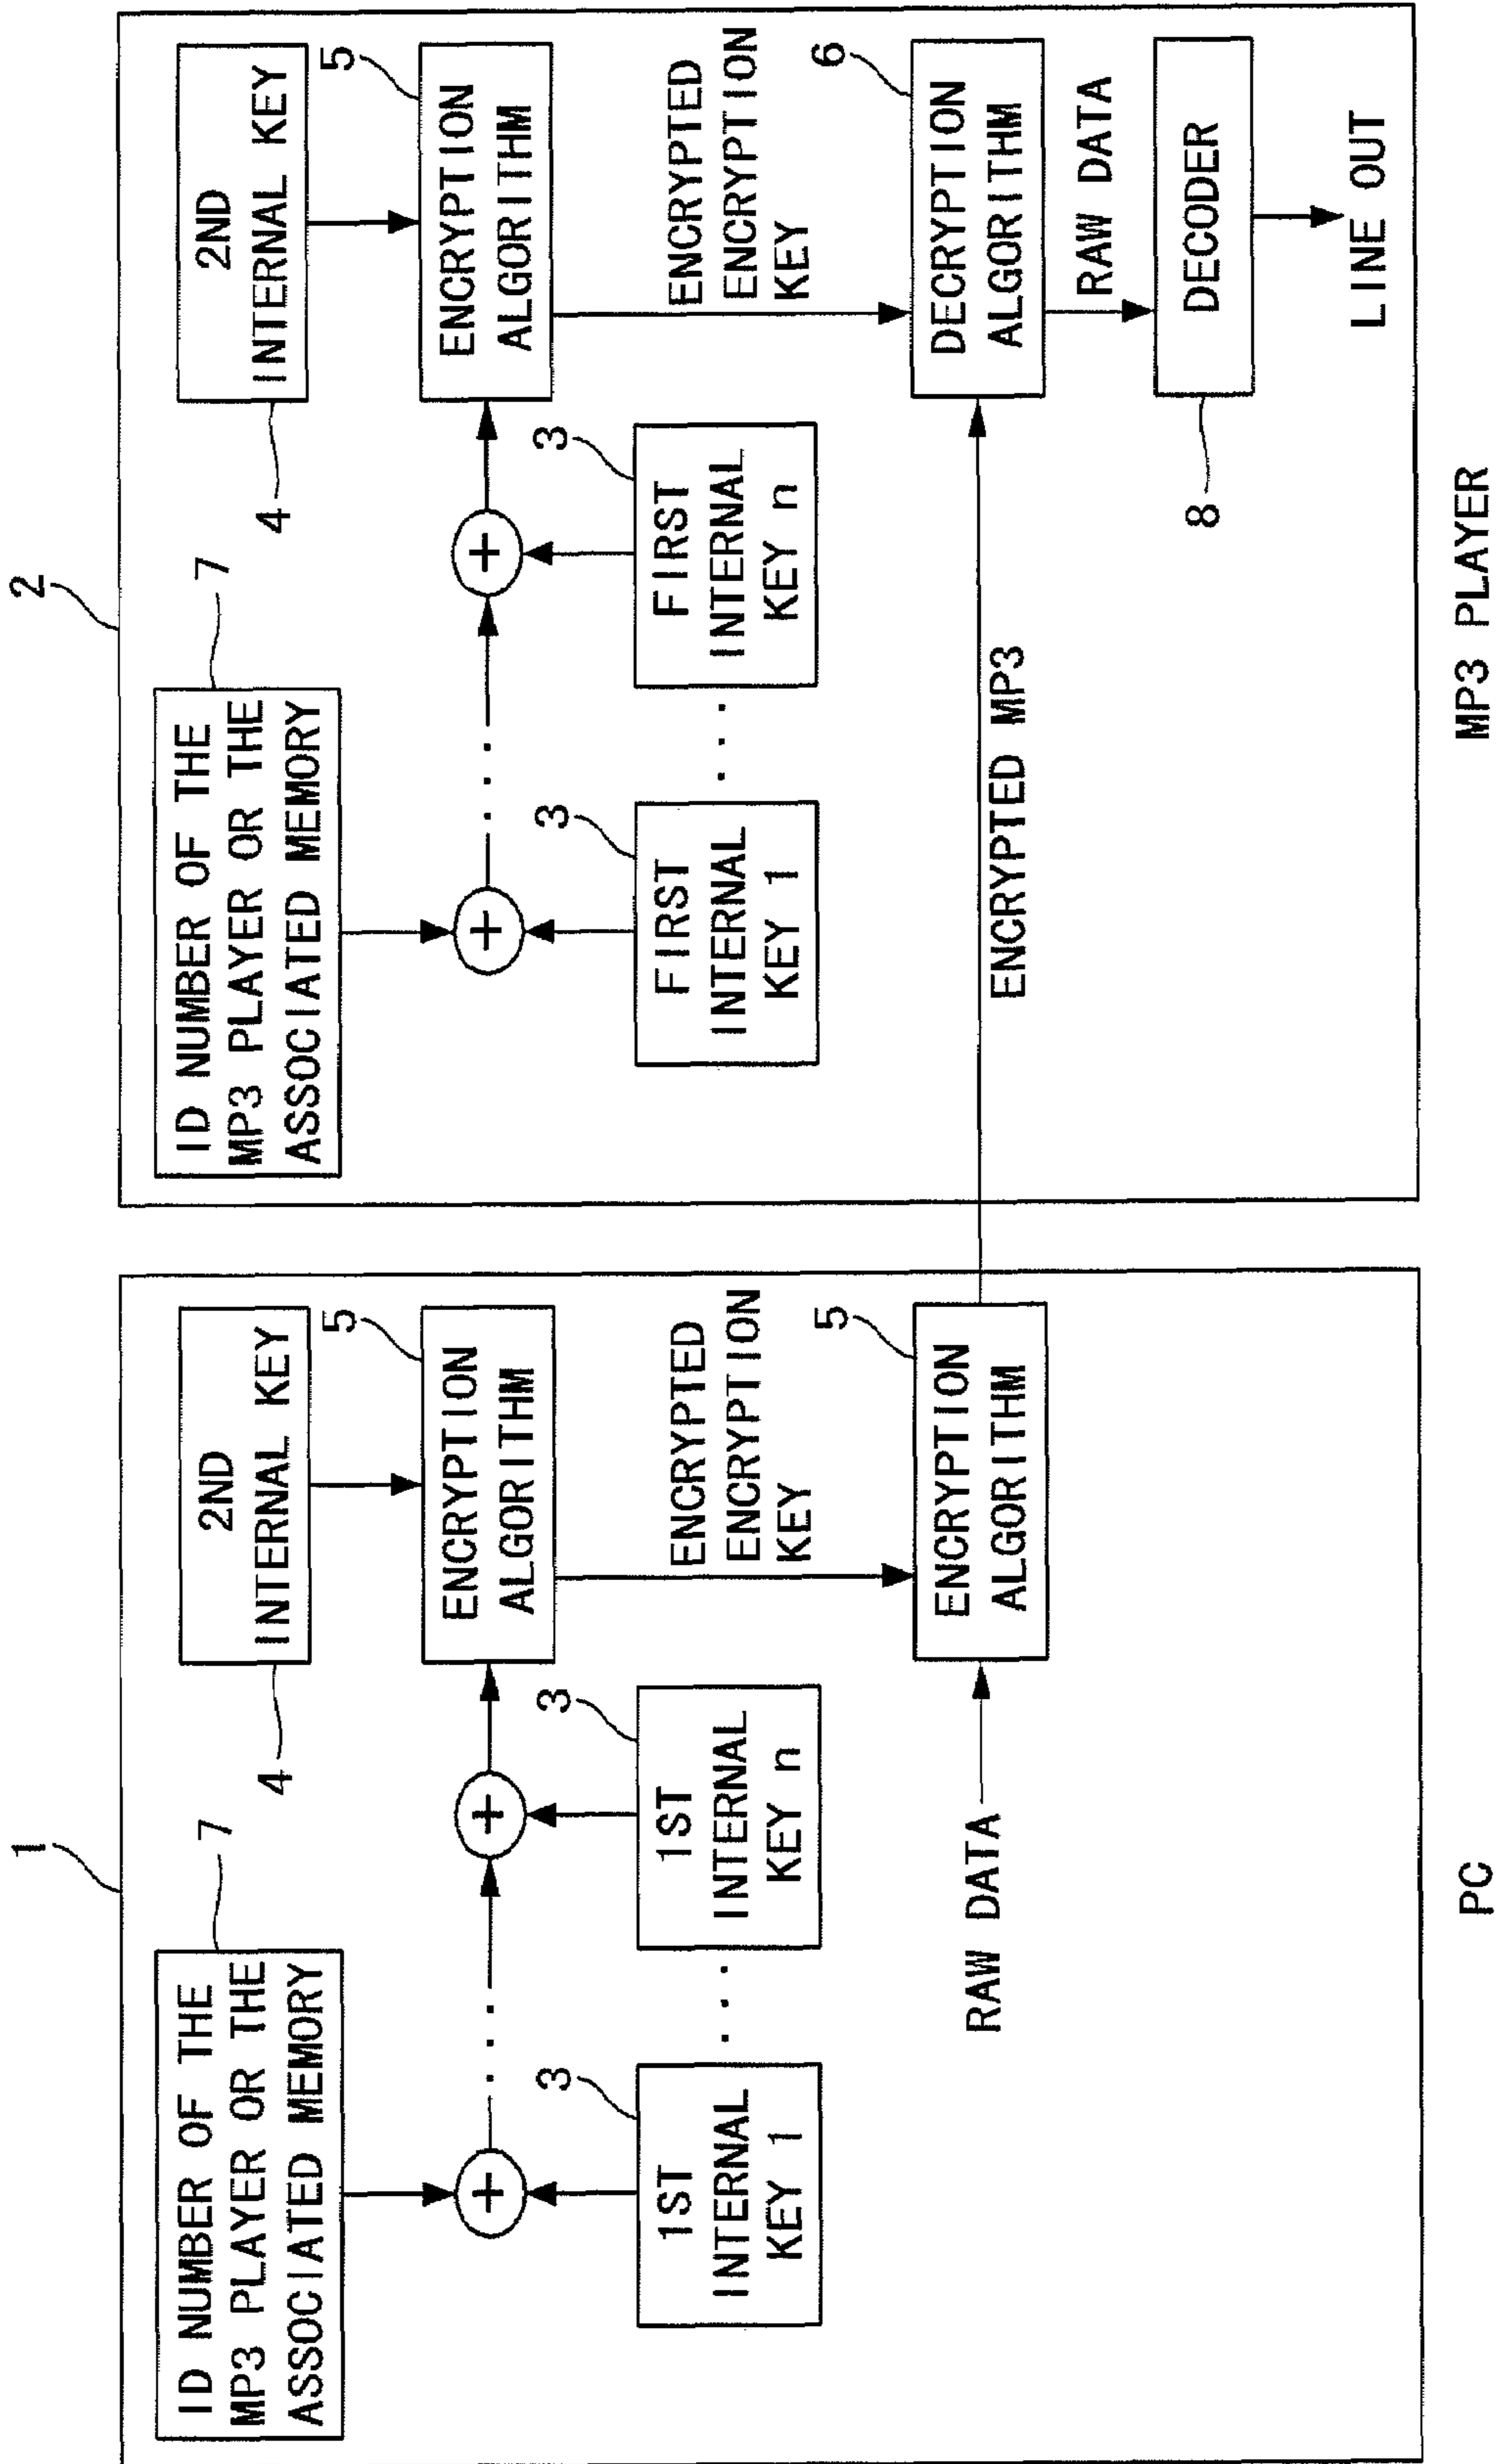 1
7
ID NUMBER OF THE
MP3 PLAYER OR THE
ASSOCIATED MEMORY
2ND
INTERNAL KEY
4
5
ENCRYPTION
ALGORITHM
+
. . .
+
3
1ST
INTERNAL
KEY 1
. . .
3
1ST
INTERNAL
KEY n
ENCRYPTED
ENCRYPTION
KEY
5
RAW DATA
ENCRYPTION
ALGORITHM
PC
2
7
ID NUMBER OF THE
MP3 PLAYER OR THE
ASSOCIATED MEMORY
2ND
INTERNAL KEY
4
5
ENCRYPTION
ALGORITHM
+
. . .
+
3
FIRST
INTERNAL
KEY 1
. . .
3
FIRST
INTERNAL
KEY n
ENCRYPTED
ENCRYPTION
KEY
6
ENCRYPTED MP3
DECRYPTION
ALGORITHM
RAW DATA
8
DECODER
LINE OUT
MP3 PLAYER